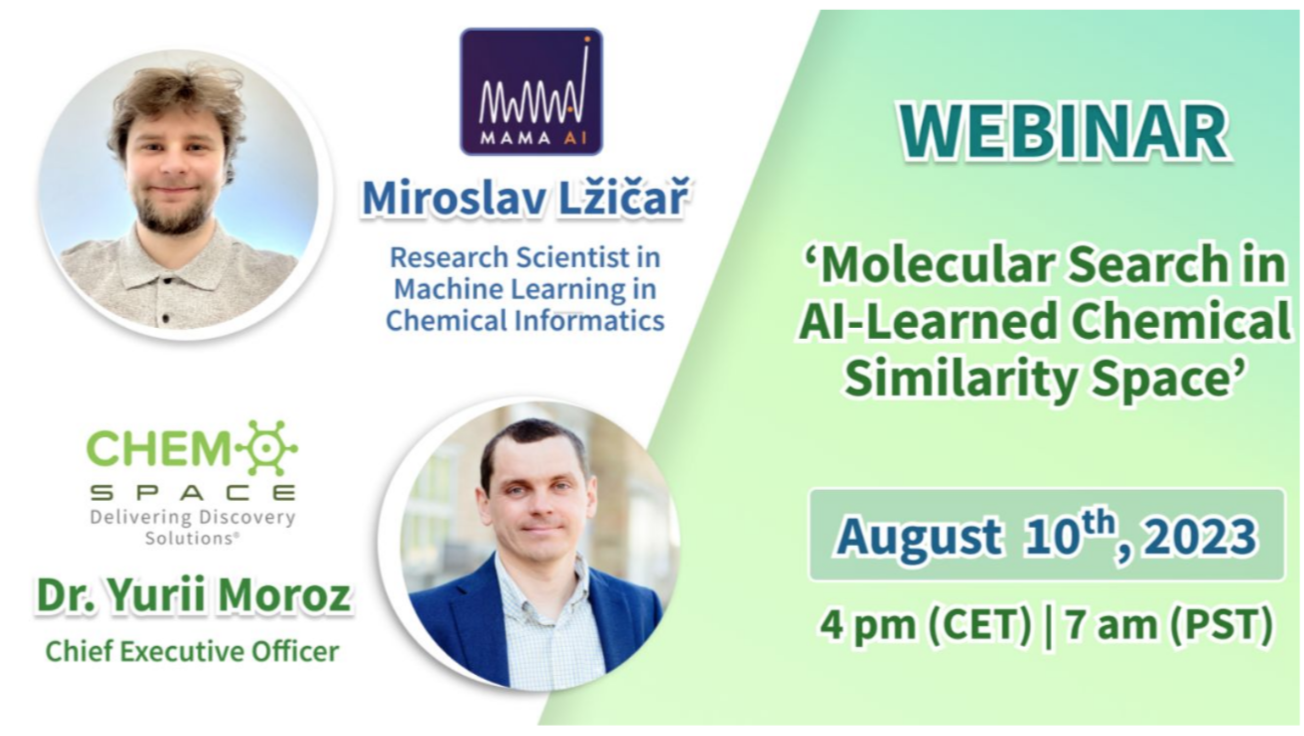 MAMA AI
Miroslav Lžičař
Research Scientist in
Machine Learning in
Chemical Informatics
CHEM
SPACE
Delivering Discovery
Solutions®
Dr. Yurii Moroz
Chief Executive Officer
WEBINAR
‘Molecular Search in
AI-Learned Chemical
Similarity Space’
August 10th, 2023
4 pm (CET) | 7 am (PST)